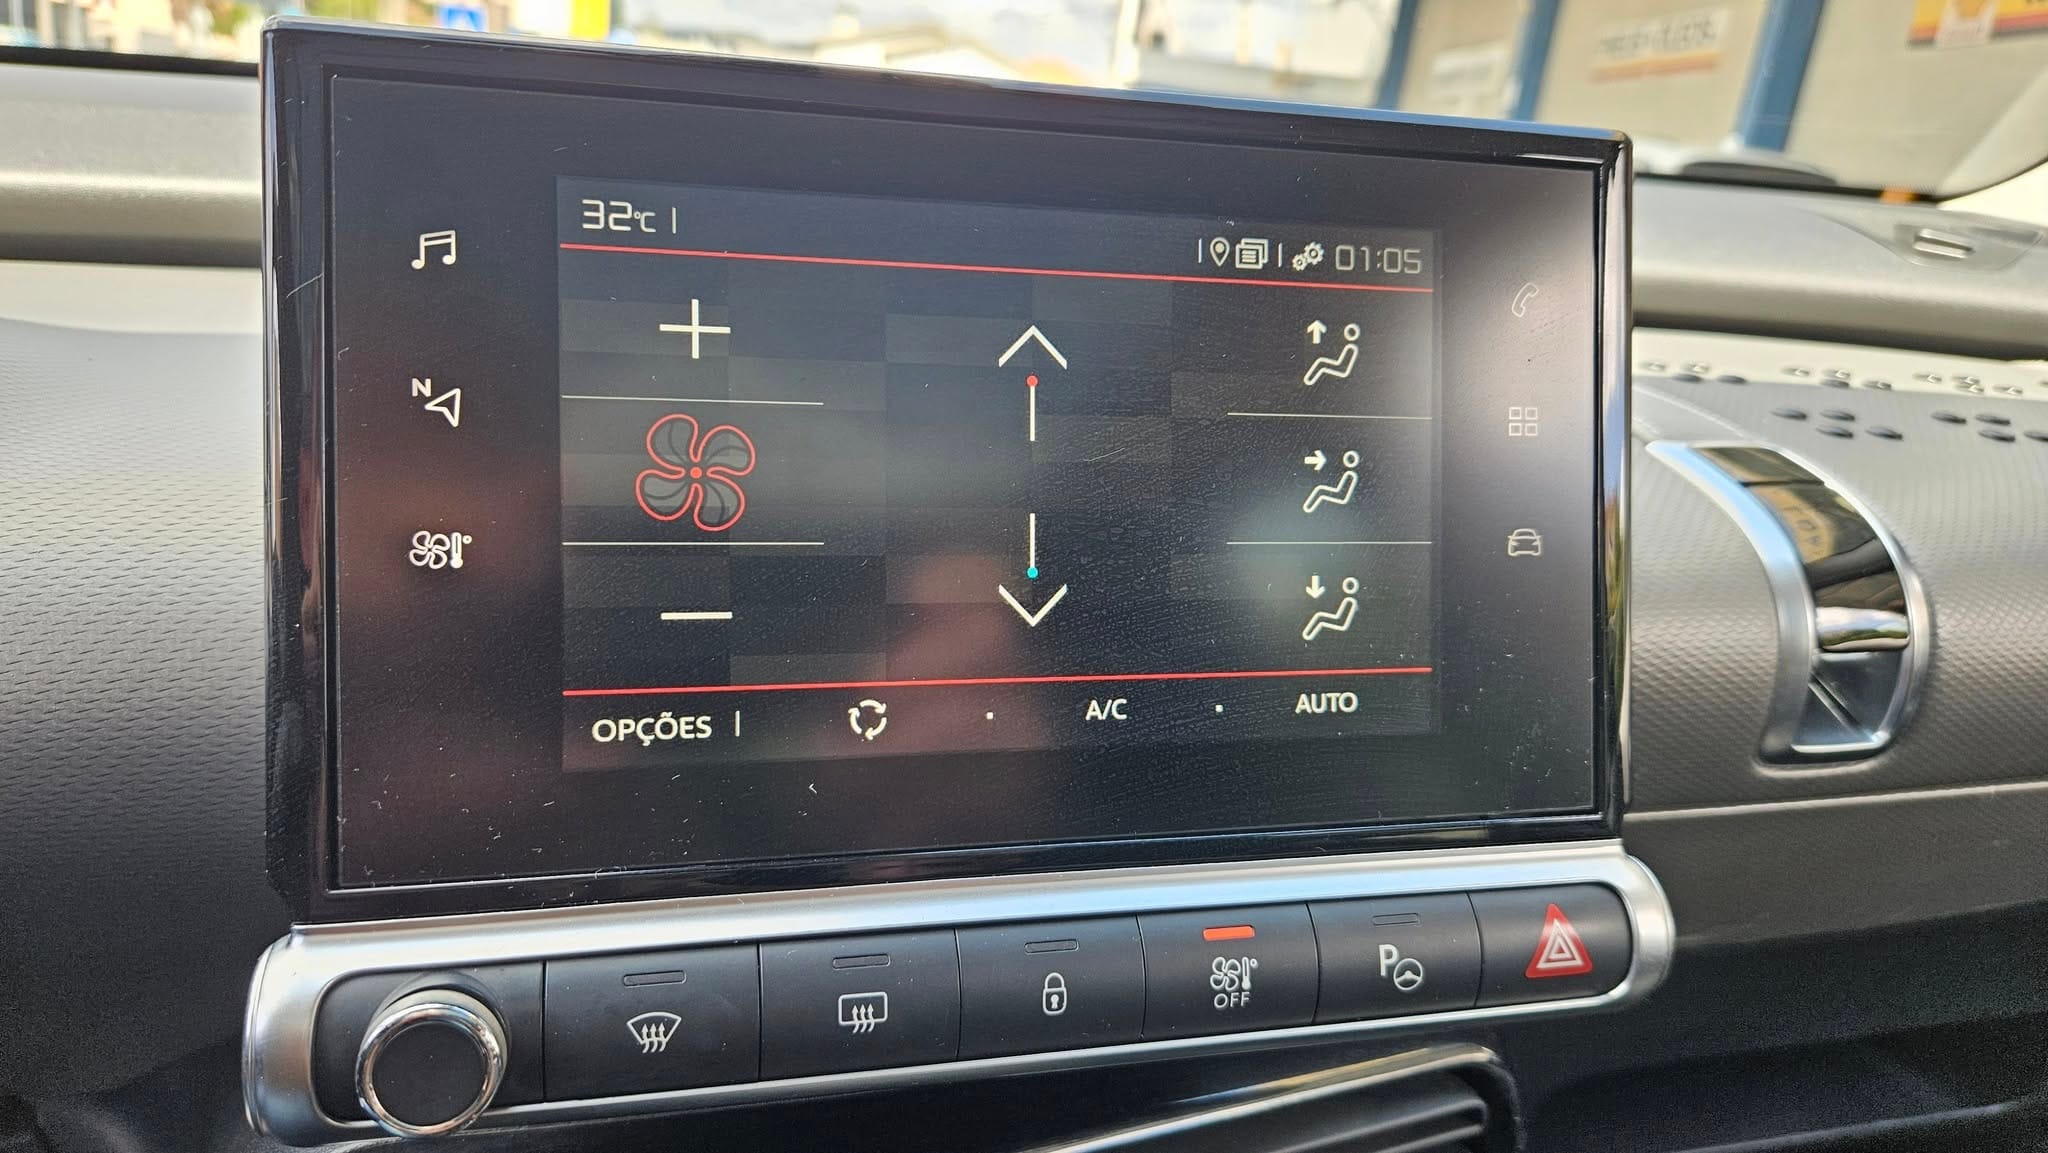 32°C
01:05
N
OPÇÕES
A/C
AUTO
OFF
P